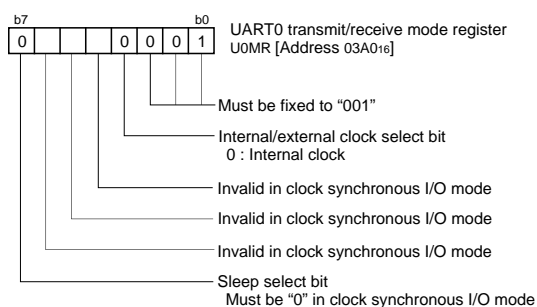 b7 b0
0 0 0 0 1
UART0 transmit/receive mode register
U0MR [Address 03A016]
Must be fixed to “001”
Internal/external clock select bit
0 : Internal clock
Invalid in clock synchronous I/O mode
Invalid in clock synchronous I/O mode
Invalid in clock synchronous I/O mode
Sleep select bit
Must be “0” in clock synchronous I/O mode